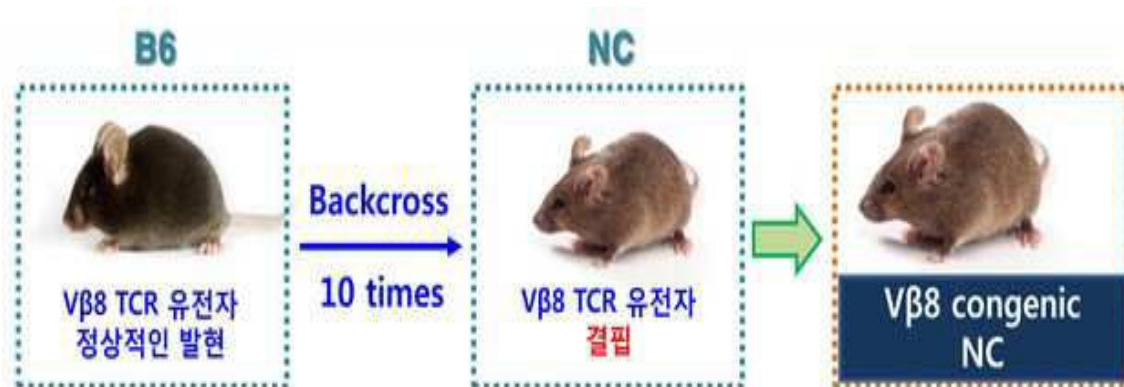 B6
Vβ8 TCR 유전자
정상적인 발현
Backcross
10 times
NC
Vβ8 TCR 유전자
결핍
Vβ8 congenic
NC